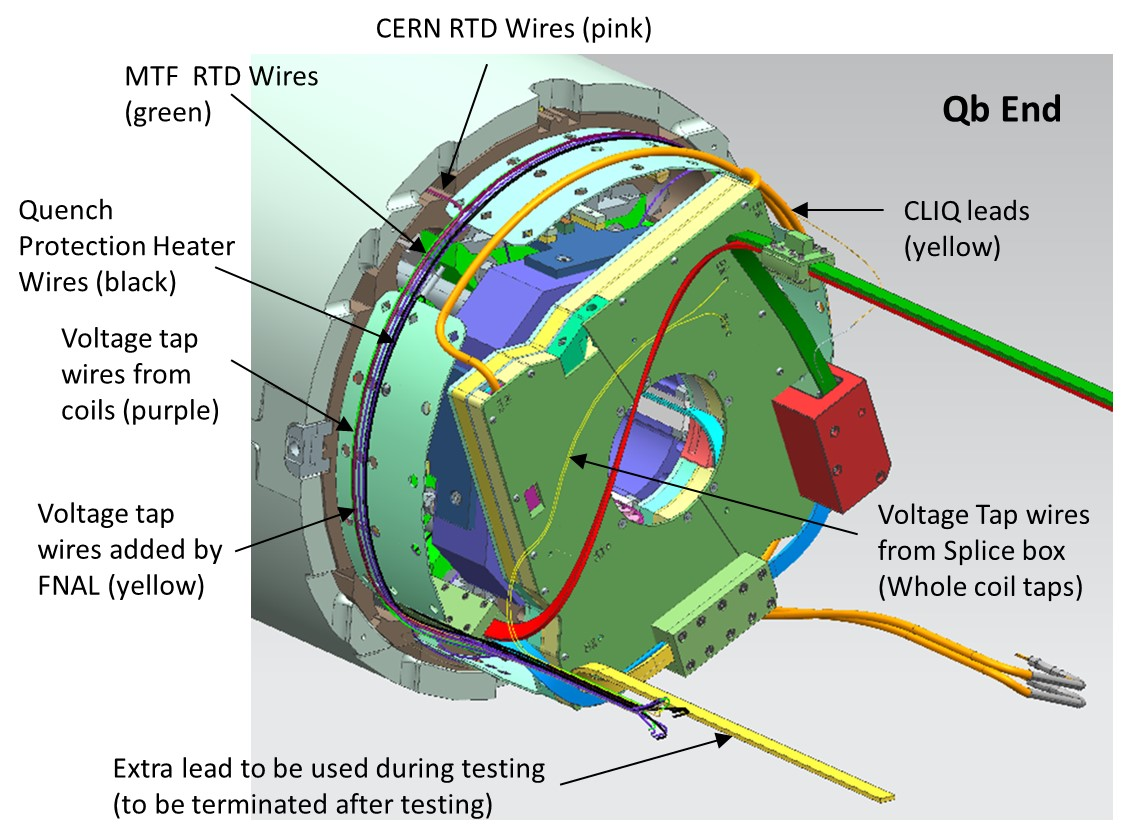 CERN RTD Wires (pink)
MTF RTD Wires
(green)
Qb End
Quench
Protection Heater
Wires (black)
CLIQ leads
(yellow)
Voltage tap
wires from
coils (purple)
Voltage tap
wires added by
FNAL (yellow)
Voltage Tap wires
from Splice box
(Whole coil taps)
Extra lead to be used during testing
(to be terminated after testing)